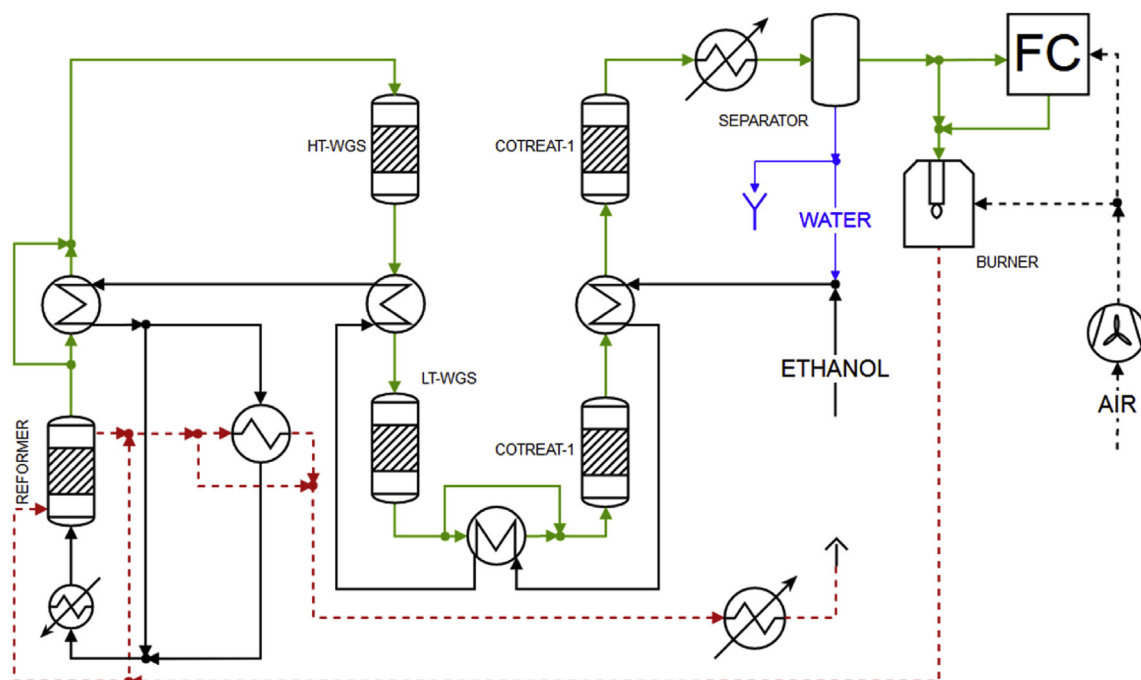 FC
SEPARATOR
HT-WGS
COTREAT-1
WATER
BURNER
ETHANOL
LT-WGS
AIR
REFORMER
COTREAT-1